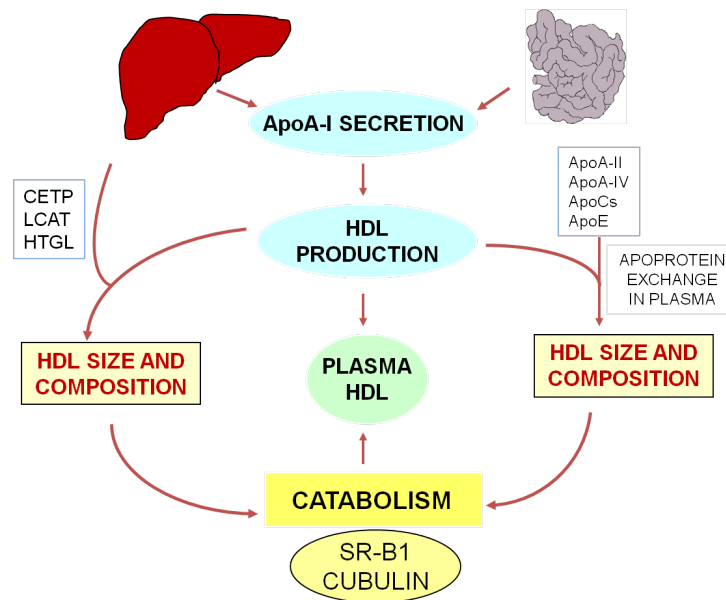 ApoA-I SECRETION
CETP
LCAT
HTGL
ApoA-II
ApoA-IV
ApoCs
ApoE
HDL
PRODUCTION
APOPROTEIN
EXCHANGE
IN PLASMA
HDL SIZE AND
COMPOSITION
PLASMA
HDL
HDL SIZE AND
COMPOSITION
CATABOLISM
SR-B1
CUBULIN